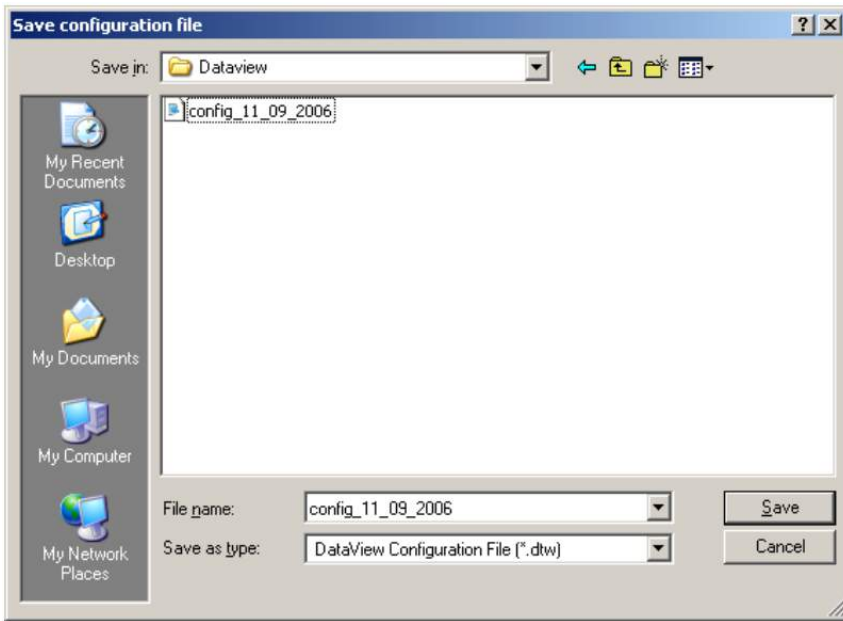 Save configuration file
Save in:
Dataview
config_11_09_2006
My Recent
Documents
Desktop
My Documents
My Computer
My Network
Places
File name:
config_11_09_2006
Save
Save as type:
DataView Configuration File (*.dtw)
Cancel